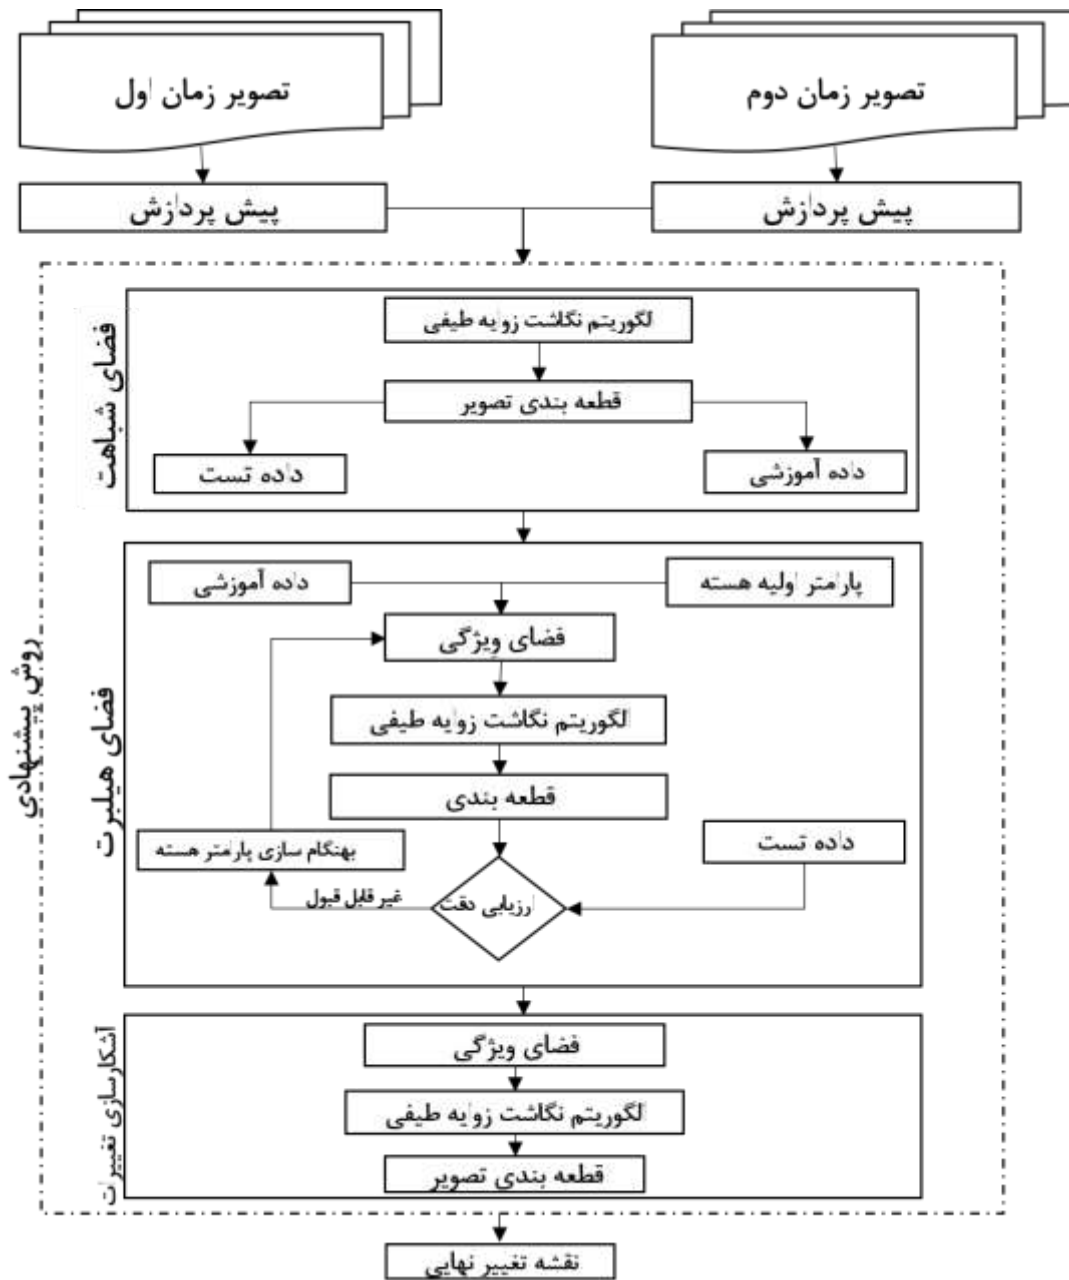 تصویر زمان اول
تصویر زمان دوم
پیش پردازش
پیش پردازش
روش پیشنهادی
فضای شباهت
لگوریتم نگاشت زوایه طیفی
قطعه بندی تصویر
داده تست
داده آموزشی
فضای هیلبرت
داده آموزشی
پارامتر اولیه هسته
فضای ویژگی
لگوریتم نگاشت زوایه طیفی
قطعه بندی
داده تست
بهنگام سازی پارامتر هسته
غیر قابل قبول
ارزیابی دقت
آشکارسازی تغییرات
فضای ویژگی
لگوریتم نگاشت زوایه طیفی
قطعه بندی تصویر
نقشه تغییر نهایی